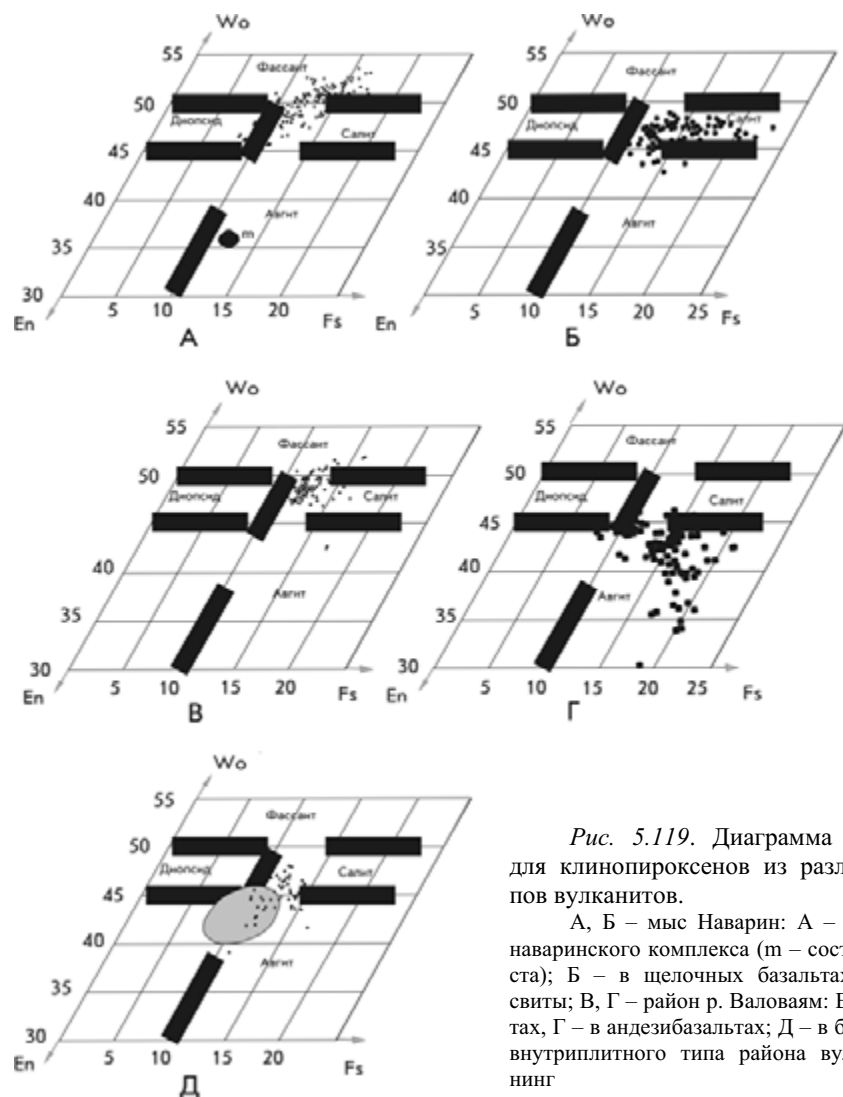 Wo
55
Фассаит
50
Диопсид
Салит
45
40
Авгит
m
35
30
En
5
10
15
20
Fs
А
Wo
55
Фассаит
50
Диопсид
Салит
45
40
Авгит
35
30
En
5
10
15
20
25
Fs
Б
Wo
55
Фассаит
50
Диопсид
Салит
45
40
Авгит
35
30
En
5
10
15
20
Fs
В
Wo
55
Фассаит
50
Диопсид
Салит
45
40
Авгит
35
30
En
5
10
15
20
25
Fs
Г
Wo
55
Фассаит
50
Диопсид
Салит
45
40
Авгит
35
30
En
5
10
15
20
Fs
Д
Рис. 5.119. Диаграмма
для клинопироксенов из разл
пов вулканитов.
А, Б – мыс Наварин: А –
наваринского комплекса (m – сост
ста); Б – в щелочных базальтах
свиты; В, Г – район р. Валоваям: В
тах, Г – в андезибазальтах; Д – в б
внутриплитного типа района вул
нинг